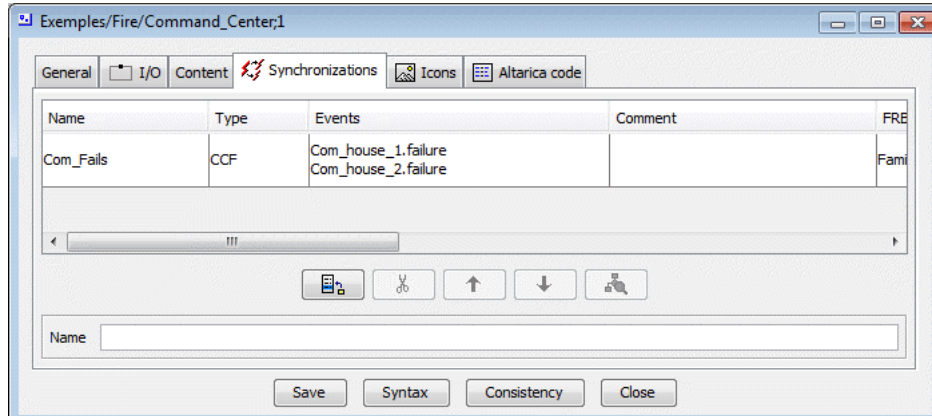 Exemples/Fire/Command_Center;1
General I/O Content Synchronizations Icons Altarica code
Name Type Events Comment FRE
Com_Fails CCF Com_house_1.failure Fami
Com_house_2.failure
Name
Save Syntax Consistency Close